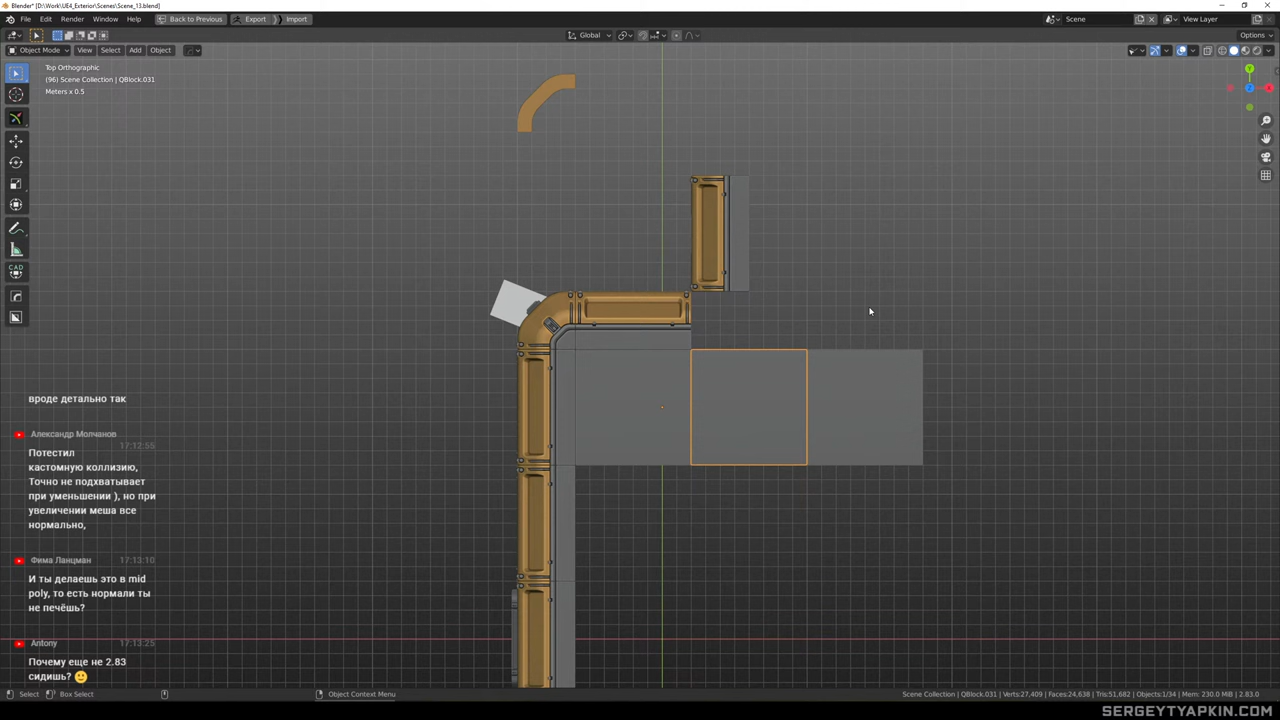 Blender* [D:\Work\UE4_Exterior\Scenes\Scene_13.blend]
File Edit Render Window Help Back to Previous Export Import Scene View Layer
Global Options
Object Mode View Select Add Object
Top Orthographic
(96) Scene Collection | QBlock.031
Meters x 0.5
Y
X
Z
CAD
вроде детально так
Александр Молчанов
17:12:55
Потестил
кастомную коллизию,
Точно не подхватывает
при уменьшении ), но при
увеличении меша все
нормально,
Фима Ланцман 17:13:10
И ты делаешь это в mid
poly, то есть нормали ты
не печёшь?
Antony 17:13:25
Почему еще не 2.83
сидишь? 🙂
Select Box Select Object Context Menu Scene Collection | QBlock.031 | Verts:27,409 | Faces:24,638 | Tris:51,682 | Objects:1/34 | Mem: 230.0 MiB | 2.83.0
SERGEYTYAPKIN.COM